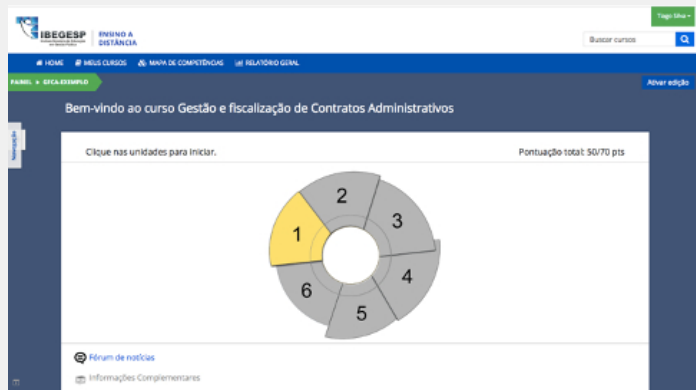 Tiago Silva
IBEGESP
ENSINO A
DISTÂNCIA
Buscar cursos
HOME
MEUS CURSOS
MAPA DE COMPETÊNCIAS
RELATÓRIO GERAL
PAINEL
GFCA-EXEMPLO
Ativar edição
Bem-vindo ao curso Gestão e fiscalização de Contratos Administrativos
Navegação
Clique nas unidades para iniciar.
Pontuação total: 50/70 pts
1
2
3
4
5
6
Fórum de notícias
Informações Complementares